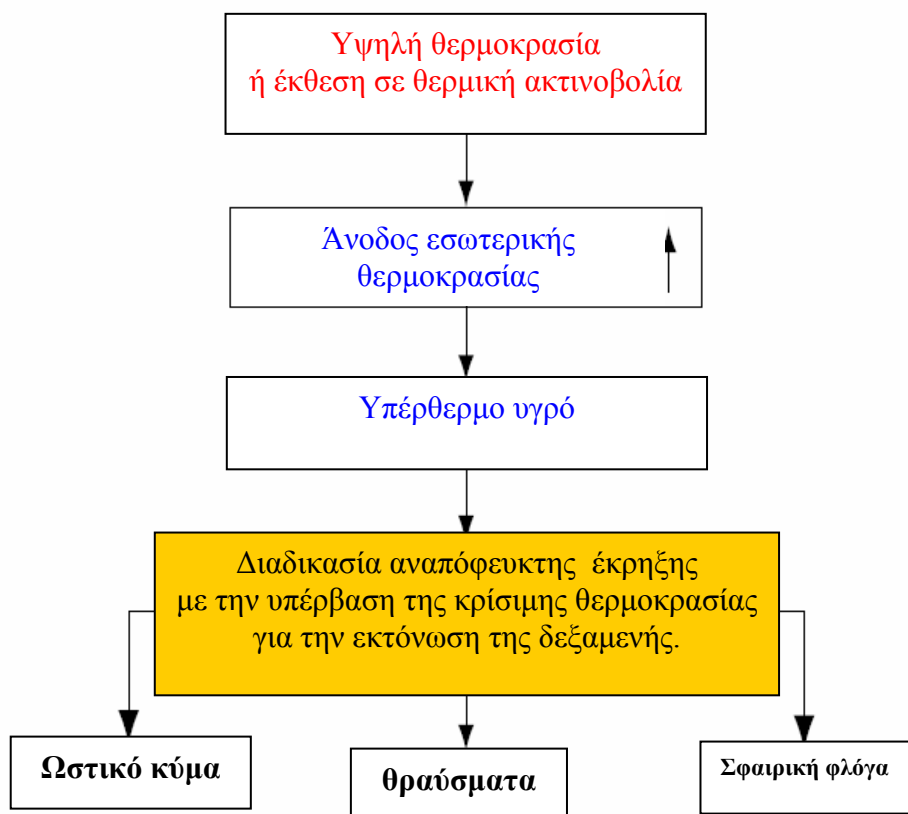 Υψηλή θερμοκρασία
ή έκθεση σε θερμική ακτινοβολία
Άνοδος εσωτερικής
θερμοκρασίας
Υπέρθερμο υγρό
Διαδικασία αναπόφευκτης έκρηξης
με την υπέρβαση της κρίσιμης θερμοκρασίας
για την εκτόνωση της δεξαμενής.
Ωστικό κύμα
θραύσματα
Σφαιρική φλόγα